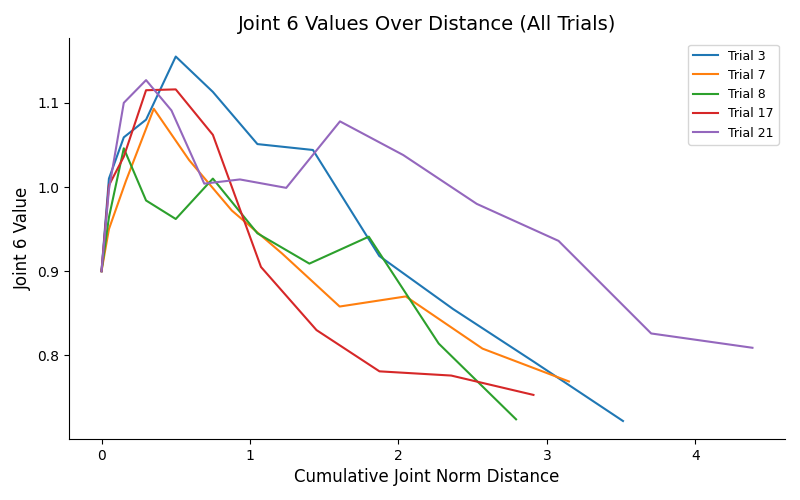 Joint 6 Values Over Distance (All Trials)
Trial 3
Trial 7
Trial 8
Trial 17
Trial 21
1.1
1.0
0.9
0.8
Joint 6 Value
0 1 2 3 4
Cumulative Joint Norm Distance